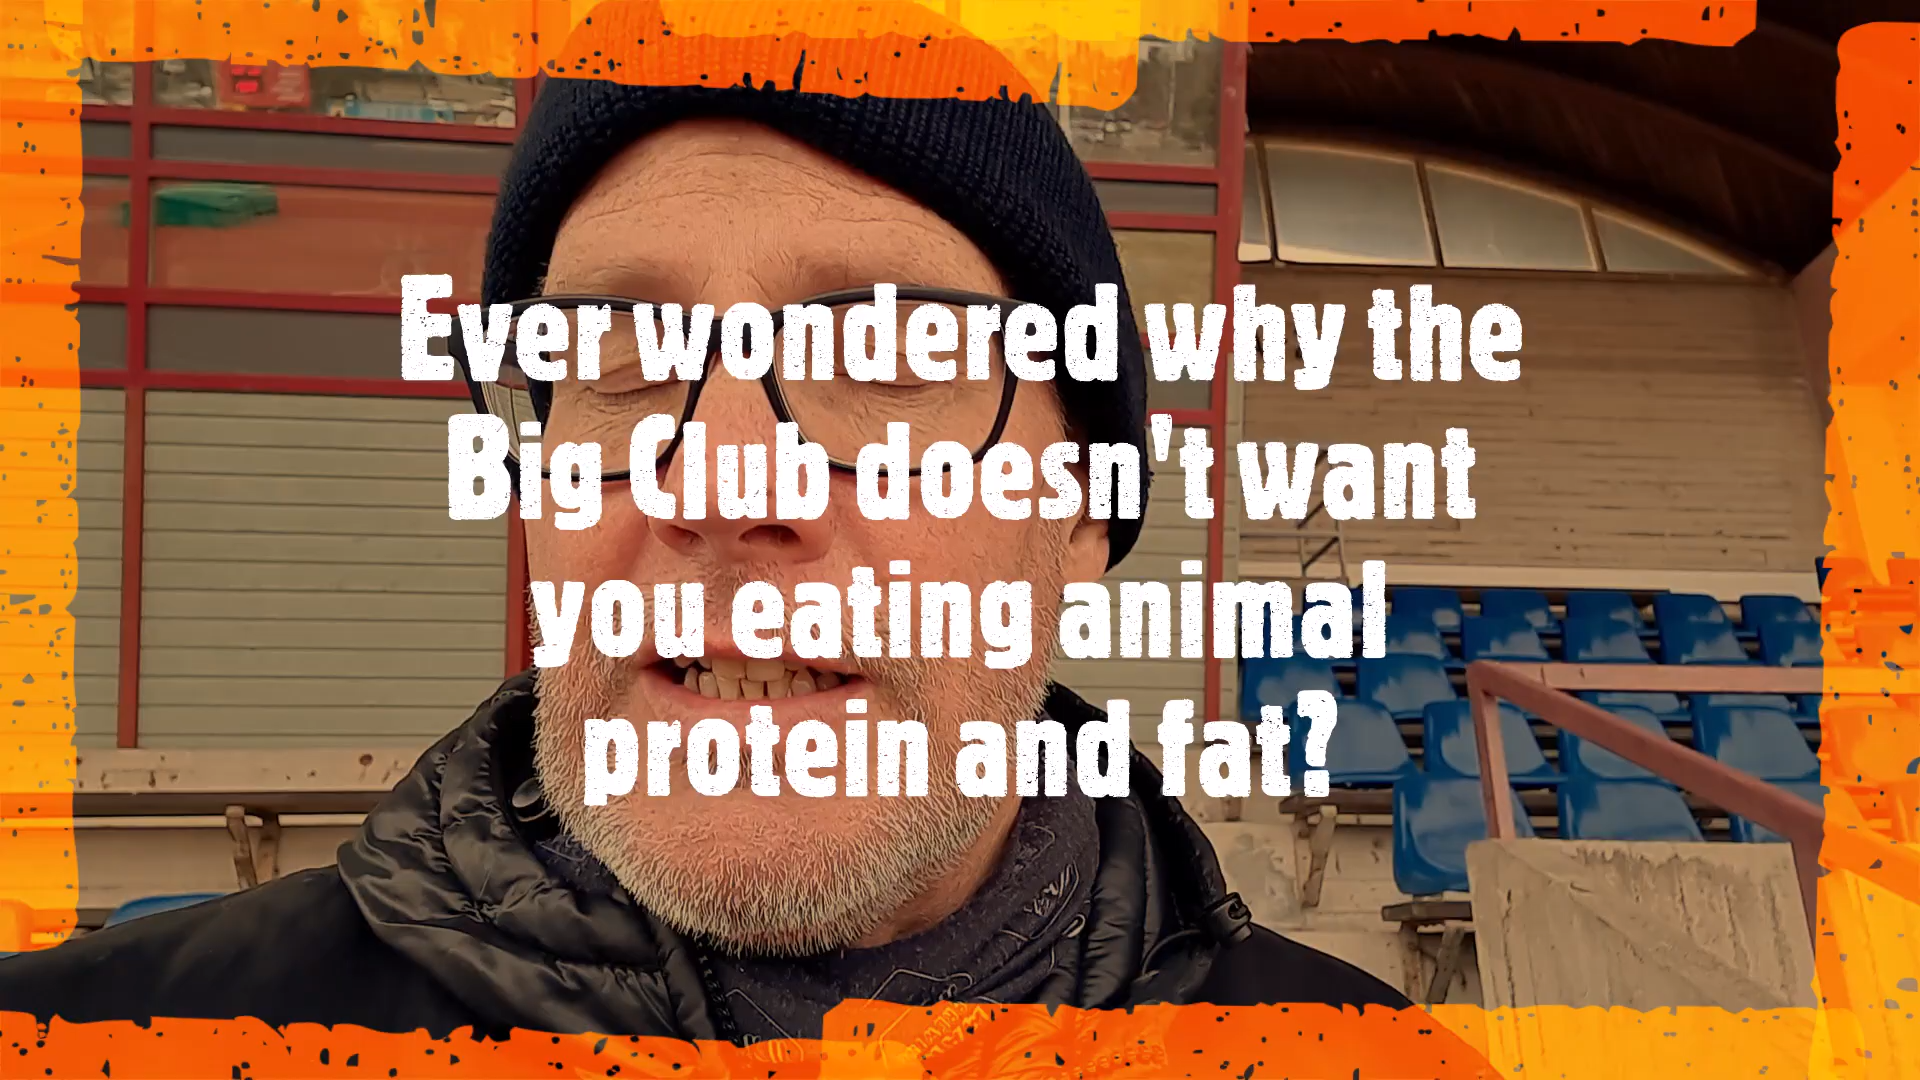 Ever wondered why the
Big Club doesn't want
you eating animal
protein and fat?